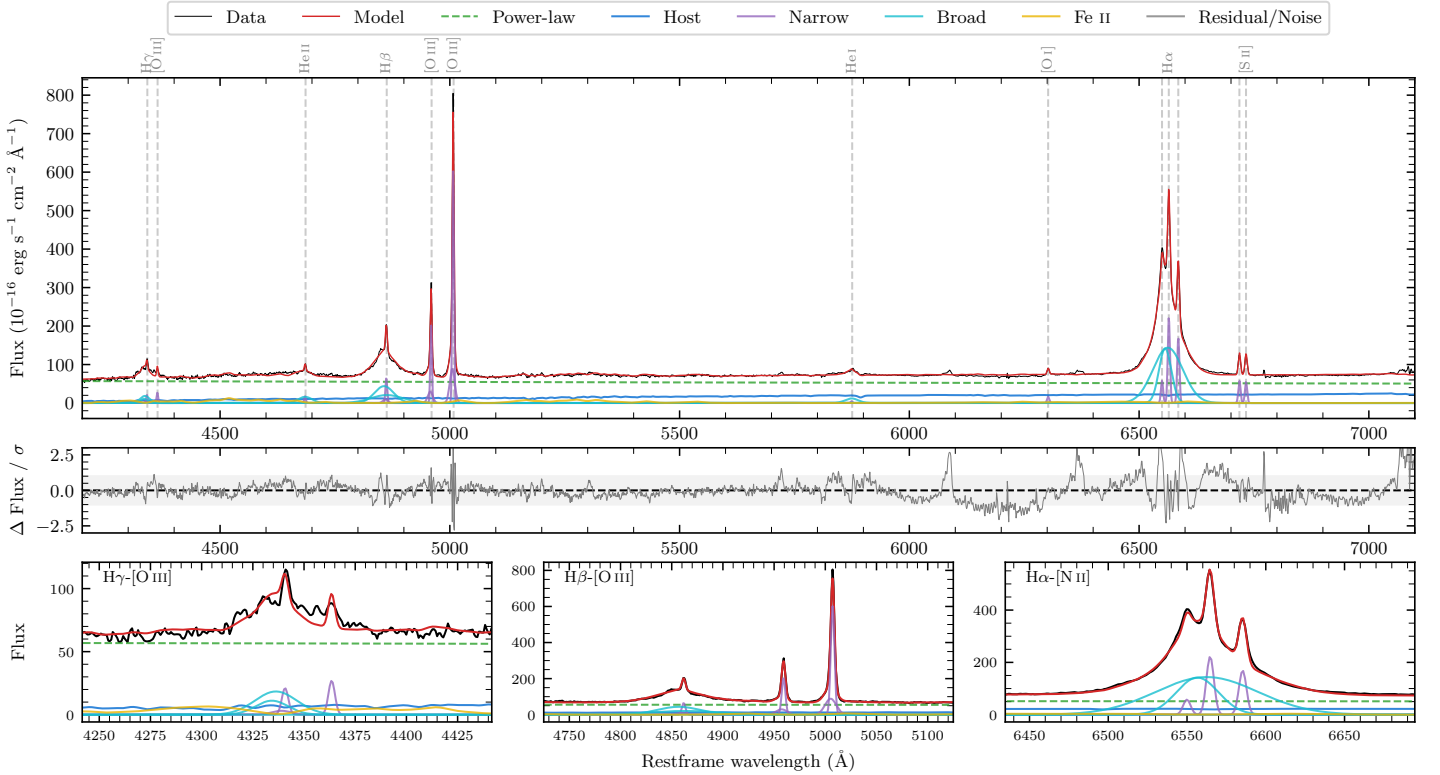 Data Model Power-law Host Narrow Broad Fe II Residual/Noise
Hγ [O III] He II Hβ [O III] [O III] He I [O I] Hα [S II]
Flux (10⁻¹⁶ erg s⁻¹ cm⁻² Å⁻¹)
800
700
600
500
400
300
200
100
0
4500 5000 5500 6000 6500 7000
Δ Flux / σ
2.5
0.0
−2.5
4500 5000 5500 6000 6500 7000
Flux
Hγ-[O III]
100
50
0
4250 4275 4300 4325 4350 4375 4400 4425
Hβ-[O III]
800
600
400
200
0
4750 4800 4850 4900 4950 5000 5050 5100
Hα-[N II]
400
200
0
6450 6500 6550 6600 6650
Restframe wavelength (Å)